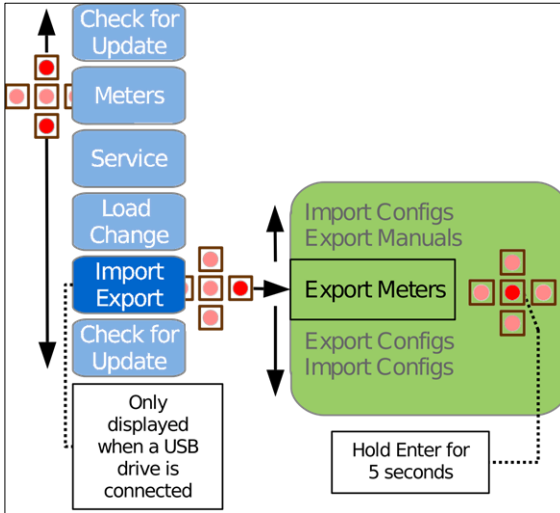 Check for
Update
Meters
Service
Load
Change
Import
Export
Check for
Update
Only
displayed
when a USB
drive is
connected
Import Configs
Export Manuals
Export Meters
Export Configs
Import Configs
Hold Enter for
5 seconds